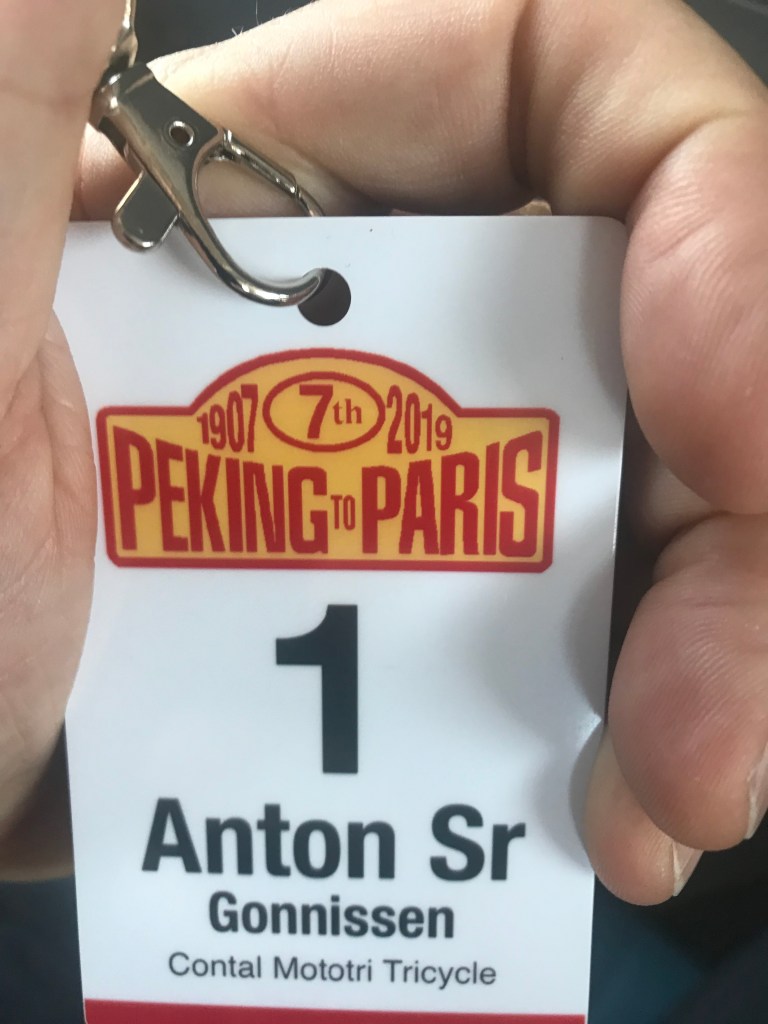 1907 7th 2019
PEKING TO PARIS
1
Anton Sr
Gonnissen
Contal Mototri Tricycle